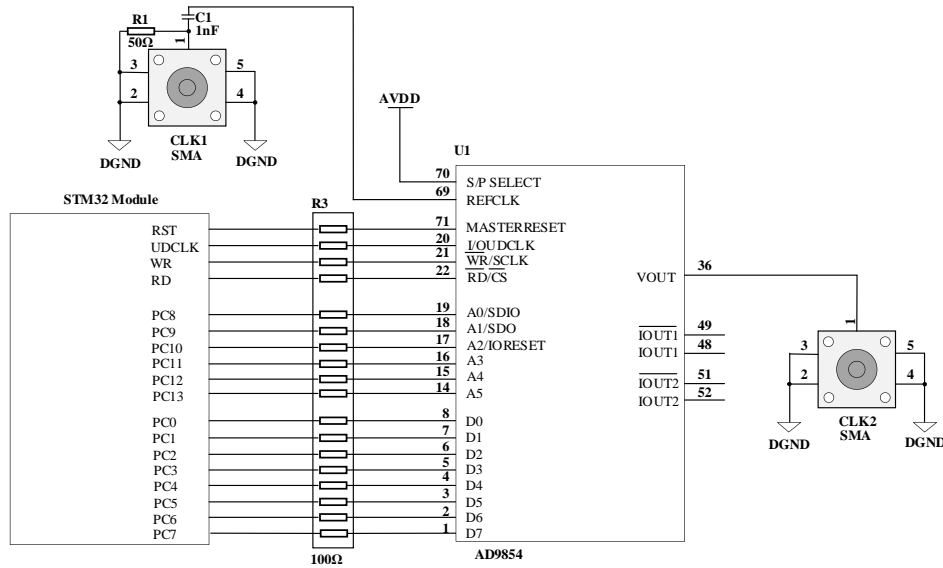 R1
50Ω
C1
1nF
1
3
2
5
4
CLK1
SMA
DGND
DGND
AVDD
U1
STM32 Module
R3
RST
UDCLK
WR
RD
PC8
PC9
PC10
PC11
PC12
PC13
PC0
PC1
PC2
PC3
PC4
PC5
PC6
PC7
100Ω
70 S/P SELECT
69 REFCLK
71 MASTERRESET
20 I/OUDCLK
21 WR/SCLK
22 RD/CS
19 A0/SDIO
18 A1/SDO
17 A2/IORESET
16 A3
15 A4
14 A5
8 D0
7 D1
6 D2
5 D3
4 D4
3 D5
2 D6
1 D7
AD9854
VOUT 36
IOUT1 49
IOUT1 48
IOUT2 51
IOUT2 52
1
3
2
5
4
CLK2
SMA
DGND
DGND